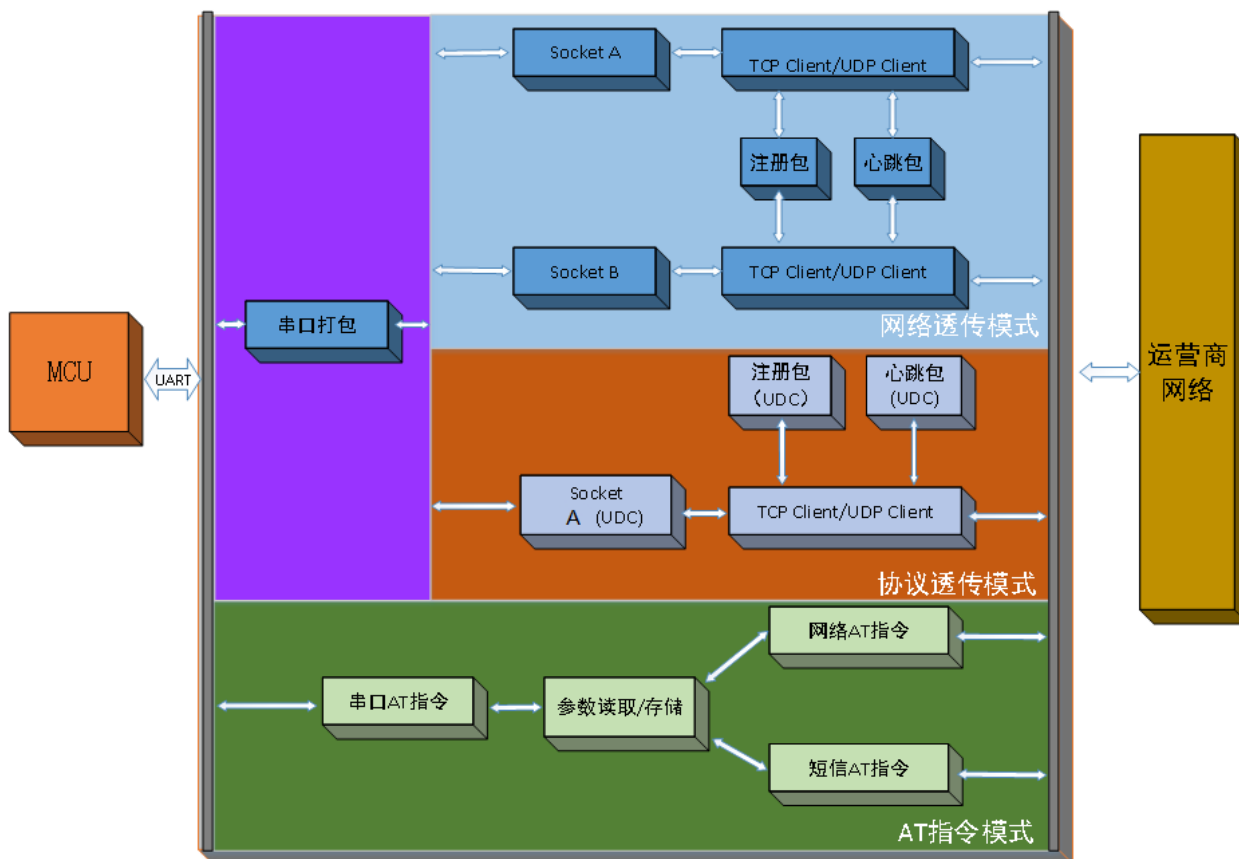 Socket A
TCP Client/UDP Client
注册包
心跳包
Socket B
TCP Client/UDP Client
网络透传模式
串口打包
MCU
UART
运营商
网络
注册包
（UDC）
心跳包
(UDC)
Socket
A (UDC)
TCP Client/UDP Client
协议透传模式
网络AT指令
串口AT指令
参数读取/存储
短信AT指令
AT指令模式